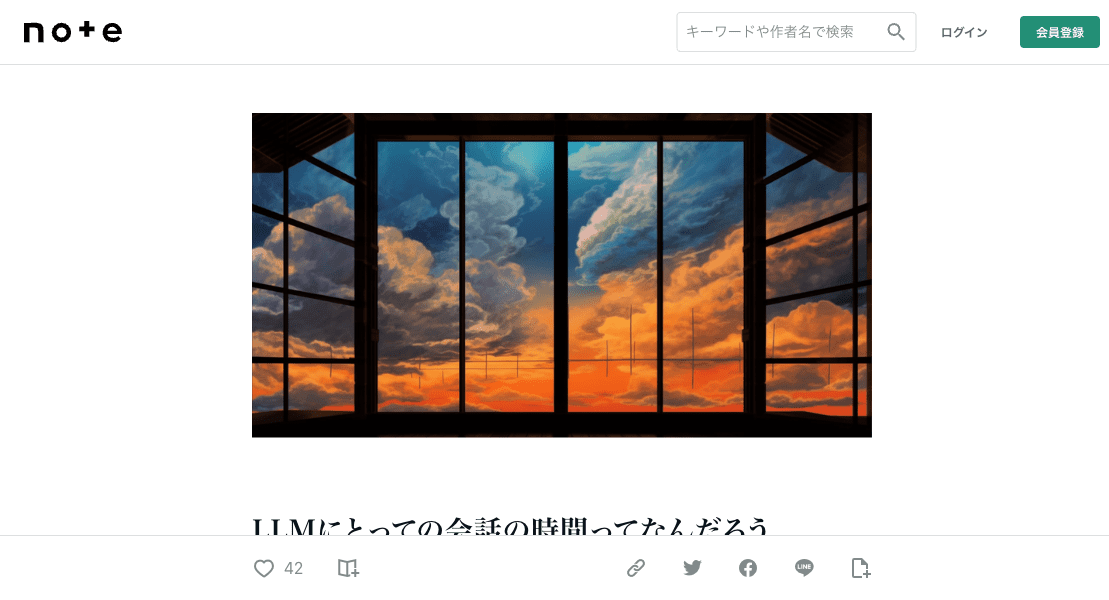 note
キーワードや作者名で検索
ログイン
会員登録
LLMにとっての会話の時間ってなんだろう
42
LINE